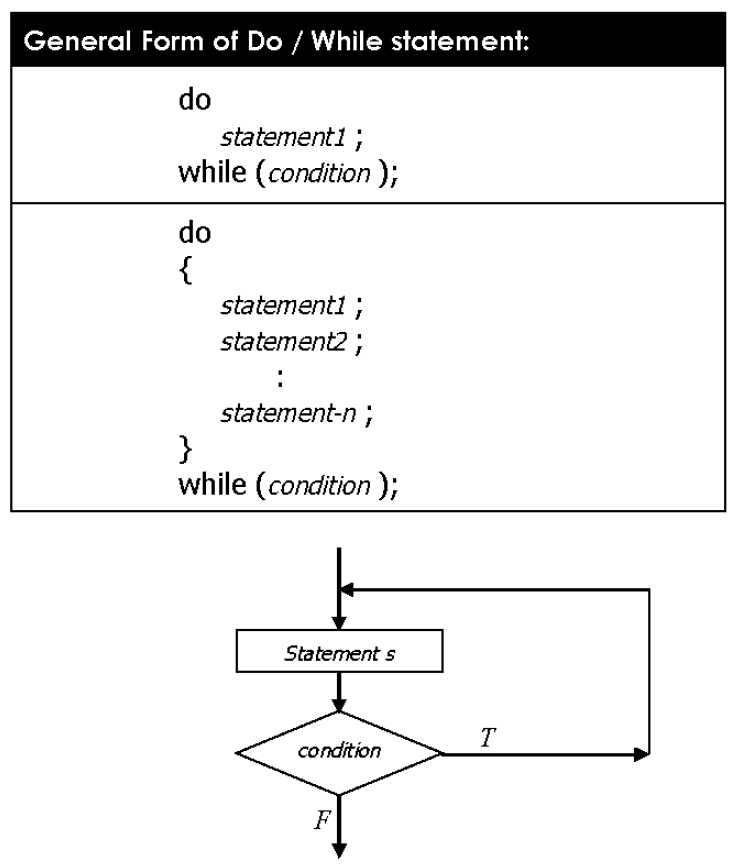 General Form of Do / While statement:
do
statement1 ;
while (condition );
do
{
statement1 ;
statement2 ;
:
statement-n ;
}
while (condition );
Statement s
condition
T
F